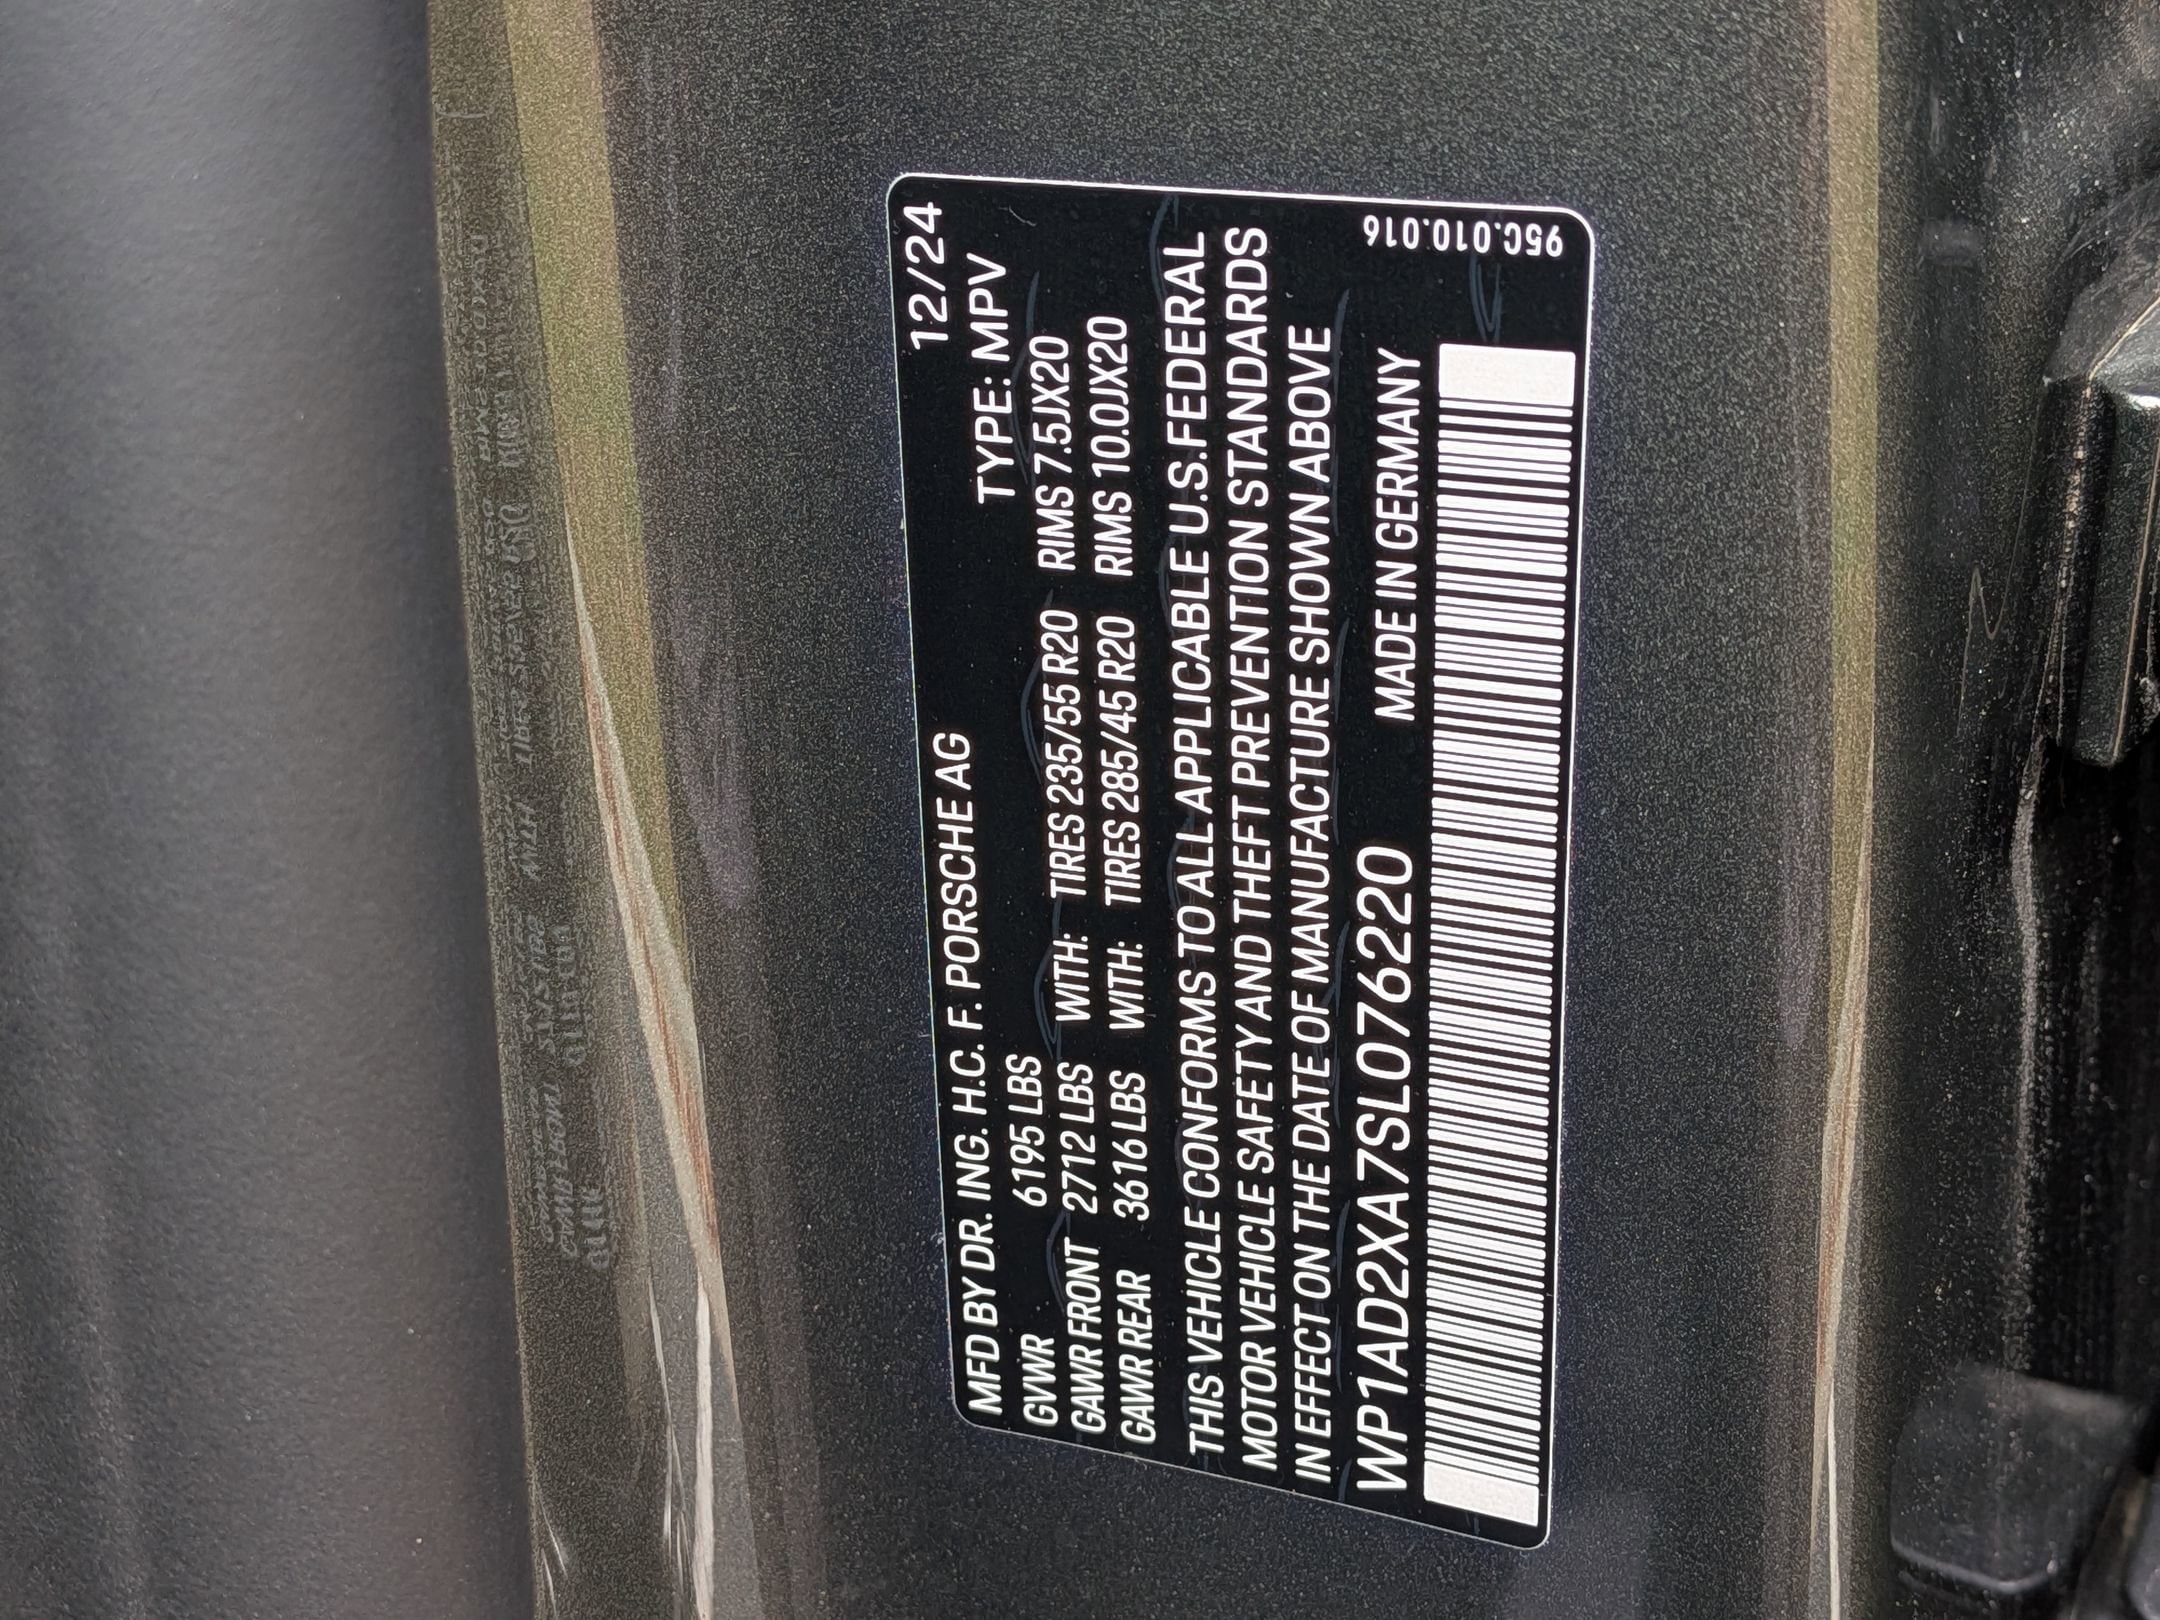 12/24
MFD BY DR. ING. H.C. F. PORSCHE AG
TYPE: MPV
GVWR 6195 LBS
GAWR FRONT 2712 LBS WITH: TIRES 235/55 R20 RIMS 7.5JX20
GAWR REAR 3616 LBS WITH: TIRES 285/45 R20 RIMS 10.0JX20
THIS VEHICLE CONFORMS TO ALL APPLICABLE U.S. FEDERAL
MOTOR VEHICLE SAFETY AND THEFT PREVENTION STANDARDS
IN EFFECT ON THE DATE OF MANUFACTURE SHOWN ABOVE
WP1AD2XA7SL076220 MADE IN GERMANY
95C.010.016